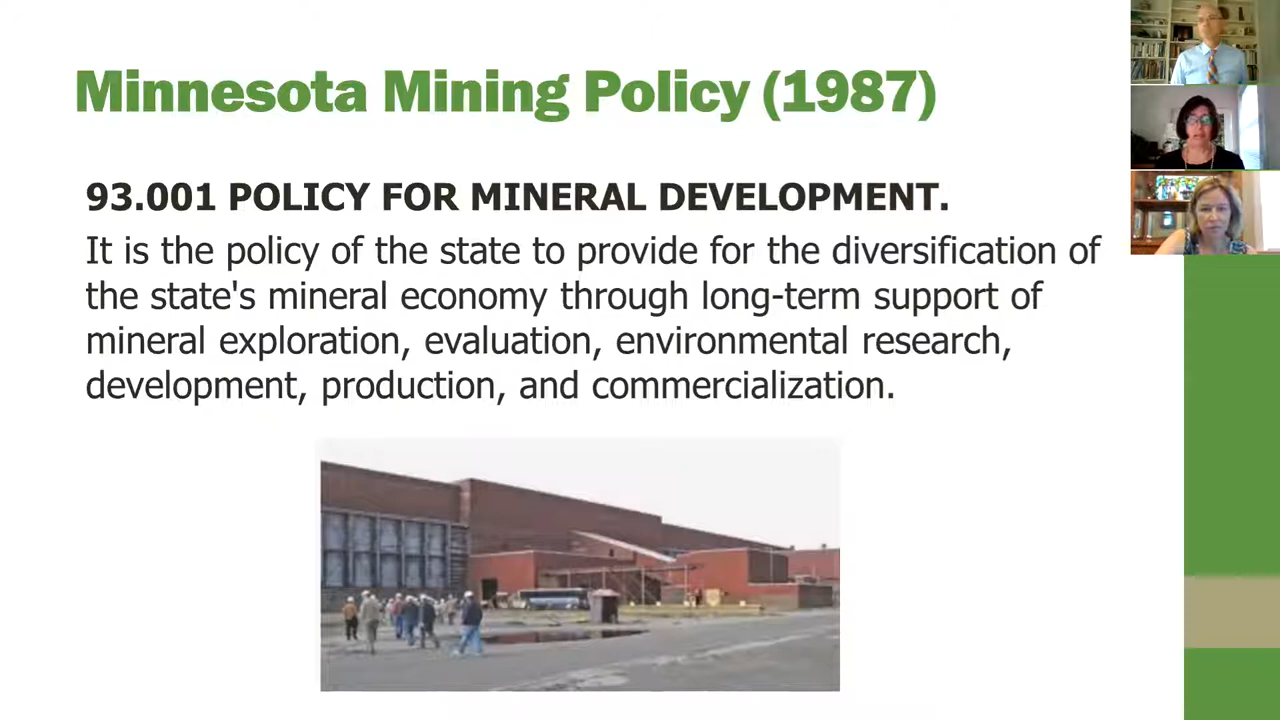 Minnesota Mining Policy (1987)
93.001 POLICY FOR MINERAL DEVELOPMENT.
It is the policy of the state to provide for the diversification of
the state's mineral economy through long-term support of
mineral exploration, evaluation, environmental research,
development, production, and commercialization.